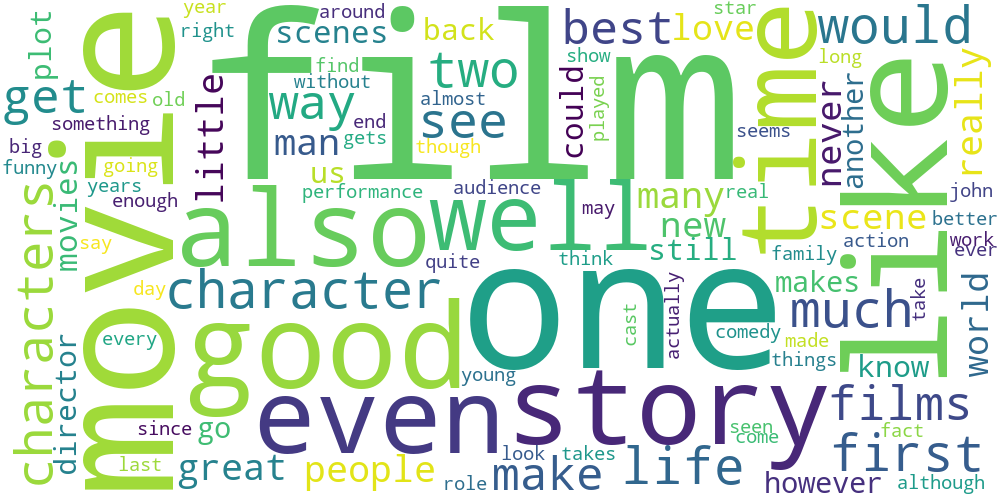 film
movie
one
like
time
story
good
also
even
well
character
characters
first
life
much
make
films
would
best
love
two
see
way
get
man
little
people
great
many
new
scene
still
never
really
world
however
could
back
scenes
plot
year
right
around
star
show
long
find
without
almost
played
another
comes
old
something
end
gets
though
seems
big
going
funny
years
enough
us
performance
audience
may
real
john
better
movies
say
quite
think
family
action
work
ever
day
makes
take
actually
cast
comedy
made
things
know
every
director
young
since
go
last
role
look
takes
seen
come
fact
although